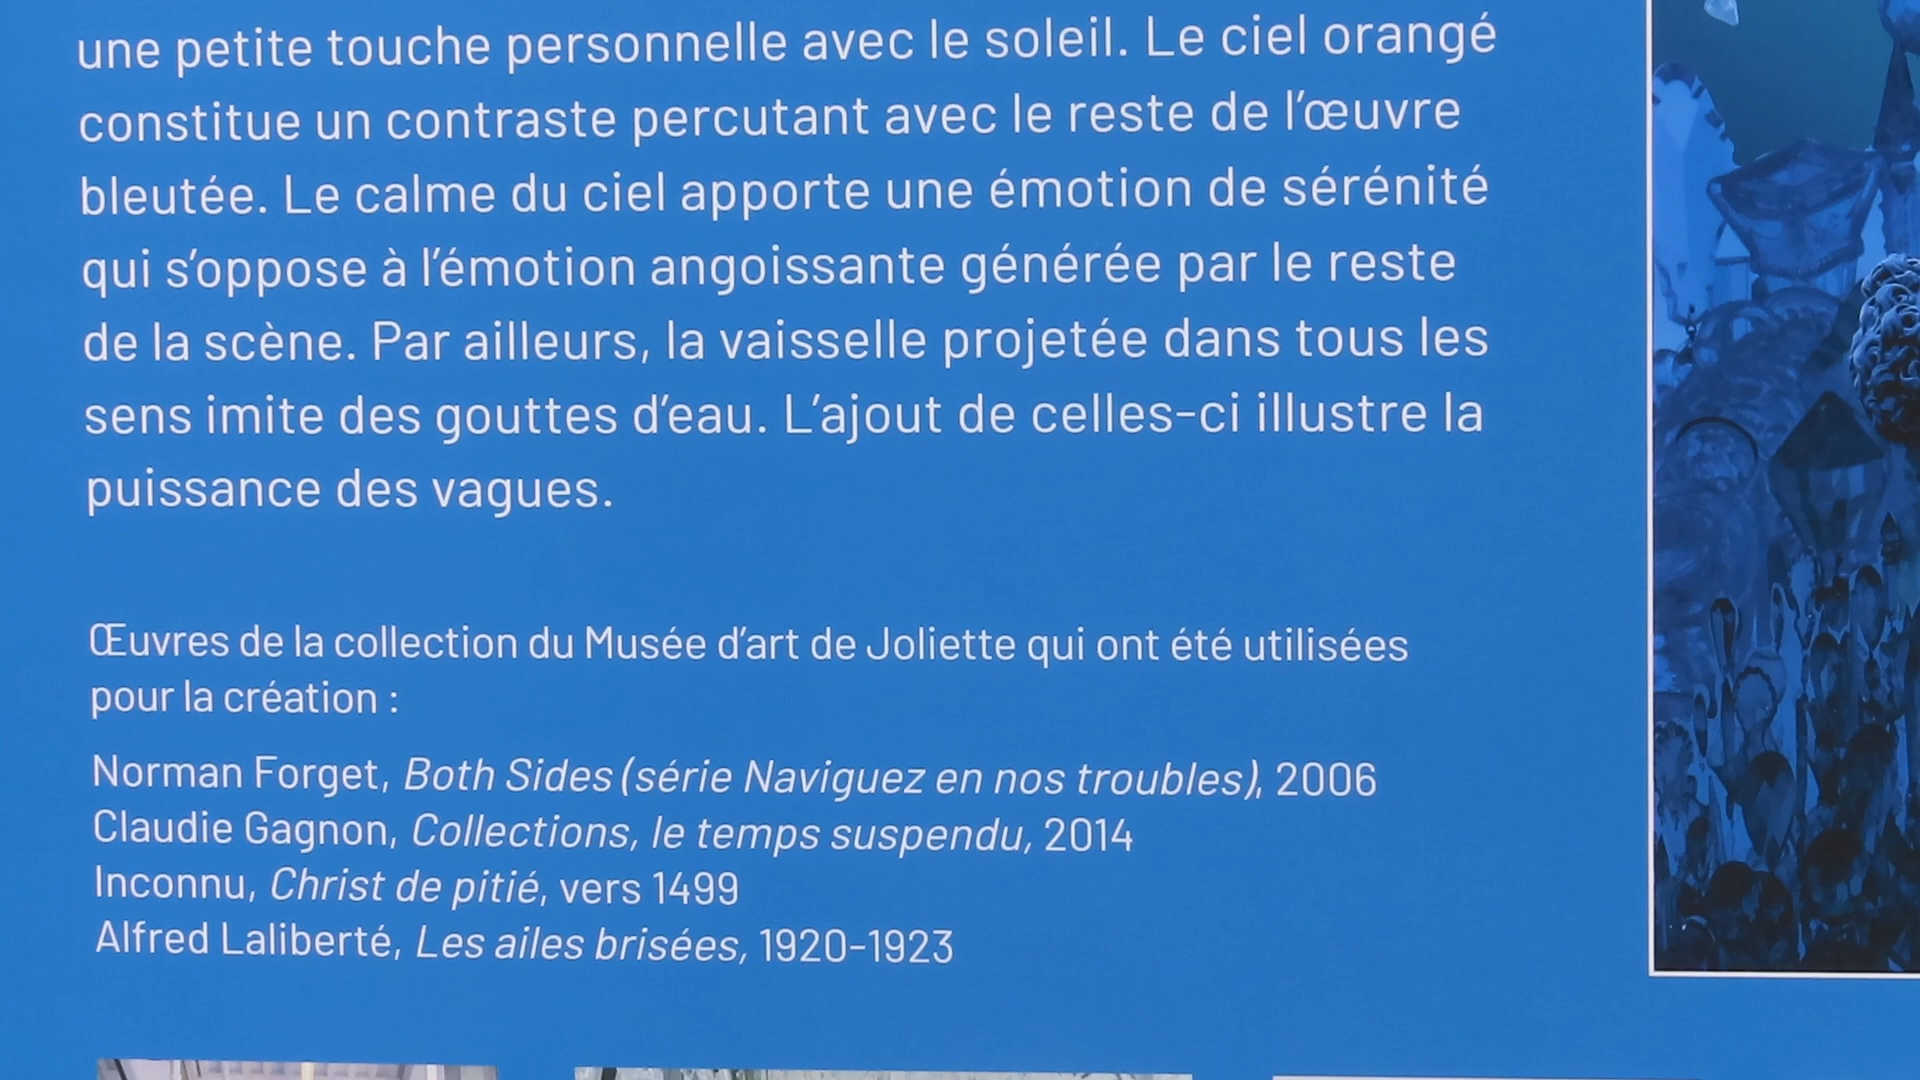 une petite touche personnelle avec le soleil. Le ciel orangé
constitue un contraste percutant avec le reste de l’œuvre
bleutée. Le calme du ciel apporte une émotion de sérénité
qui s’oppose à l’émotion angoissante générée par le reste
de la scène. Par ailleurs, la vaisselle projetée dans tous les
sens imite des gouttes d’eau. L’ajout de celles-ci illustre la
puissance des vagues.
Œuvres de la collection du Musée d’art de Joliette qui ont été utilisées
pour la création :
Norman Forget, Both Sides (série Naviguez en nos troubles), 2006
Claudie Gagnon, Collections, le temps suspendu, 2014
Inconnu, Christ de pitié, vers 1499
Alfred Laliberté, Les ailes brisées, 1920-1923